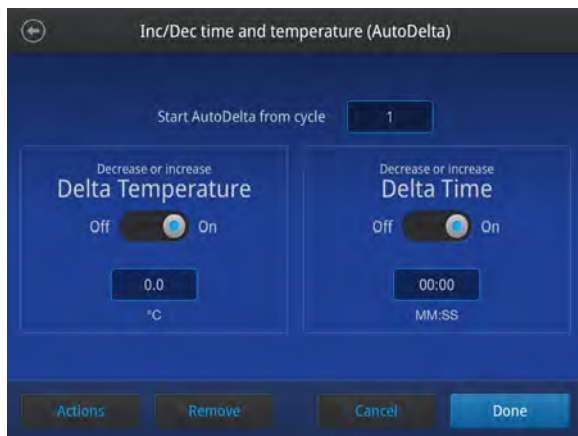 Inc/Dec time and temperature (AutoDelta)
Start AutoDelta from cycle 1
Decrease or increase
Delta Temperature
Off On
0.0
°C
Decrease or increase
Delta Time
Off On
00:00
MM:SS
Actions Remove Cancel Done